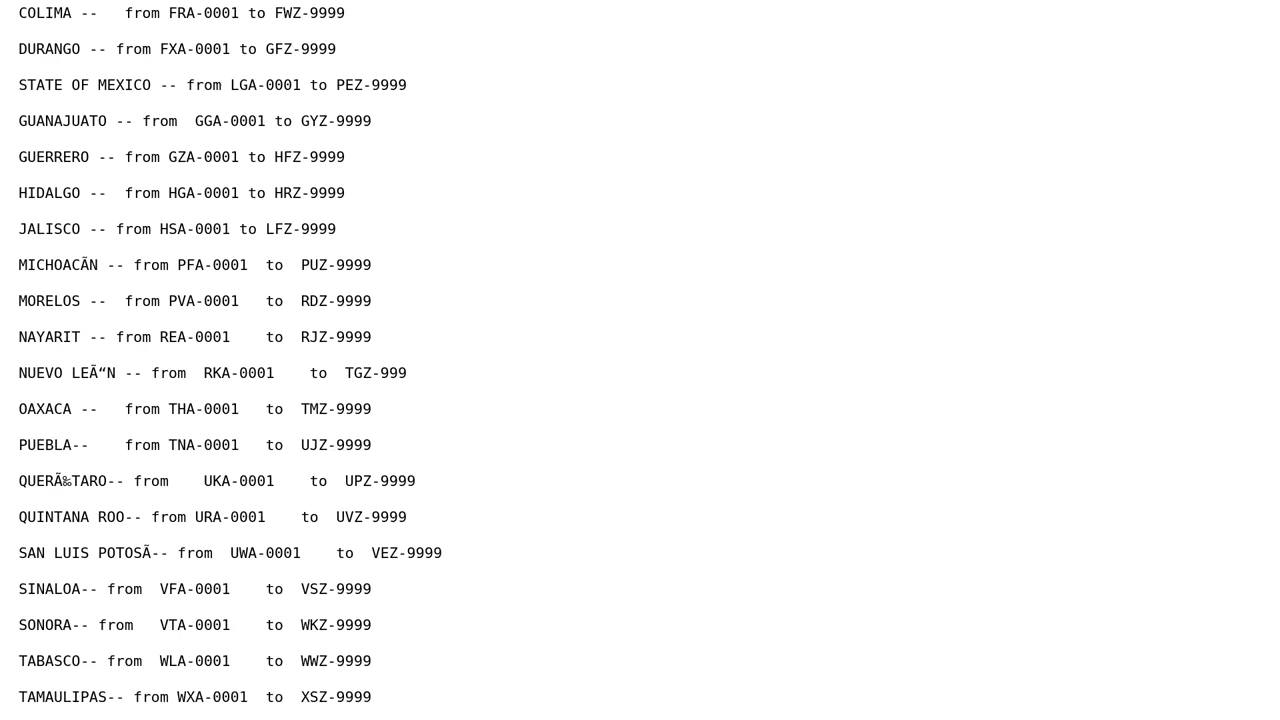 COLIMA --   from FRA-0001 to FWZ-9999
DURANGO -- from FXA-0001 to GFZ-9999
STATE OF MEXICO -- from LGA-0001 to PEZ-9999
GUANAJUATO -- from  GGA-0001 to GYZ-9999
GUERRERO -- from GZA-0001 to HFZ-9999
HIDALGO --  from HGA-0001 to HRZ-9999
JALISCO -- from HSA-0001 to LFZ-9999
MICHOACÃN -- from PFA-0001  to  PUZ-9999
MORELOS --  from PVA-0001   to  RDZ-9999
NAYARIT -- from REA-0001    to  RJZ-9999
NUEVO LEÃ“N -- from  RKA-0001    to  TGZ-999
OAXACA --   from THA-0001   to  TMZ-9999
PUEBLA--    from TNA-0001   to  UJZ-9999
QUERÃ‰TARO-- from    UKA-0001    to  UPZ-9999
QUINTANA ROO-- from URA-0001    to  UVZ-9999
SAN LUIS POTOSÃ-- from  UWA-0001    to  VEZ-9999
SINALOA-- from  VFA-0001    to  VSZ-9999
SONORA-- from   VTA-0001    to  WKZ-9999
TABASCO-- from  WLA-0001    to  WWZ-9999
TAMAULIPAS-- from WXA-0001  to  XSZ-9999